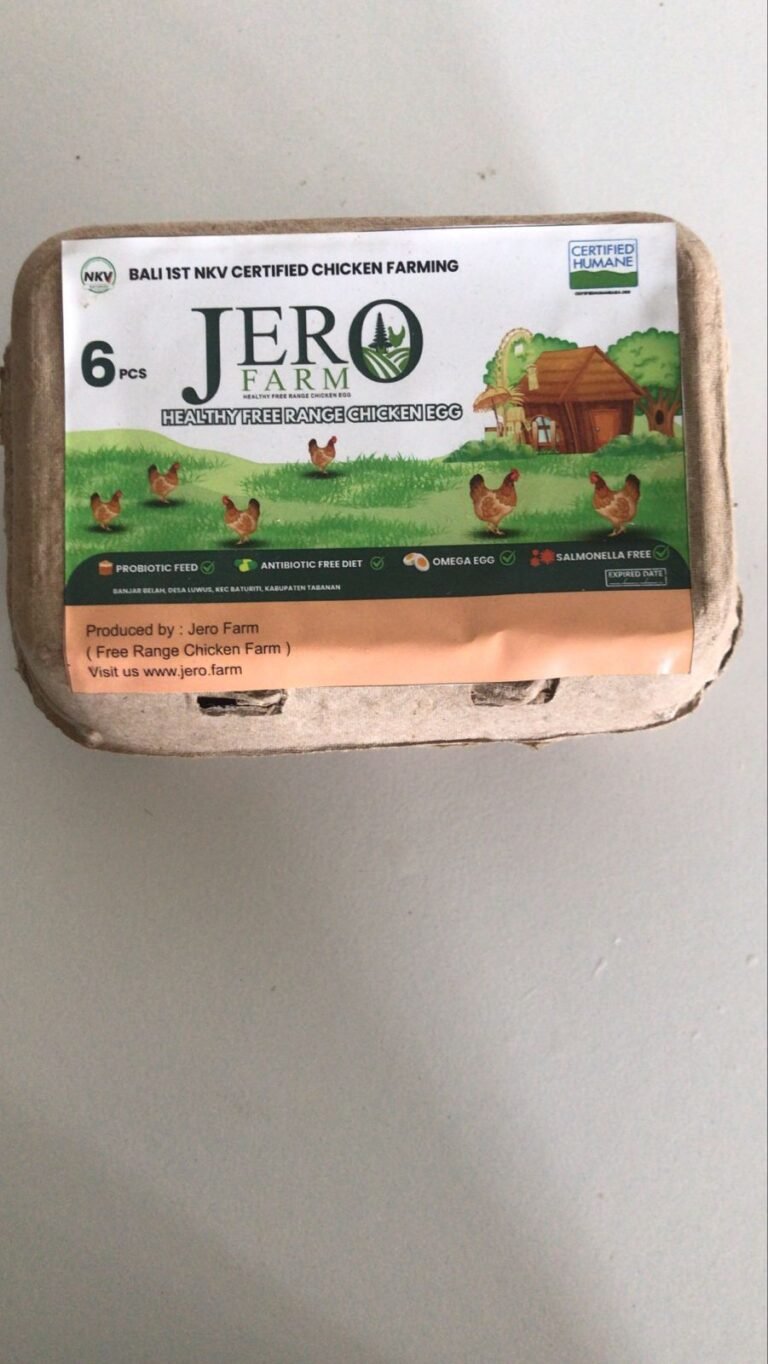 NKV
BALI 1ST NKV CERTIFIED CHICKEN FARMING
CERTIFIED
HUMANE
6 PCS
JERO
FARM
HEALTHY FREE RANGE CHICKEN EGG
HEALTHY FREE RANGE CHICKEN EGG
PROBIOTIC FEED ANTIBIOTIC FREE DIET OMEGA EGG SALMONELLA FREE
EXPIRED DATE
BANJAR BELAH, DESA LUWUS, KEC BATURITI, KABUPATEN TABANAN
Produced by : Jero Farm
( Free Range Chicken Farm )
Visit us www.jero.farm